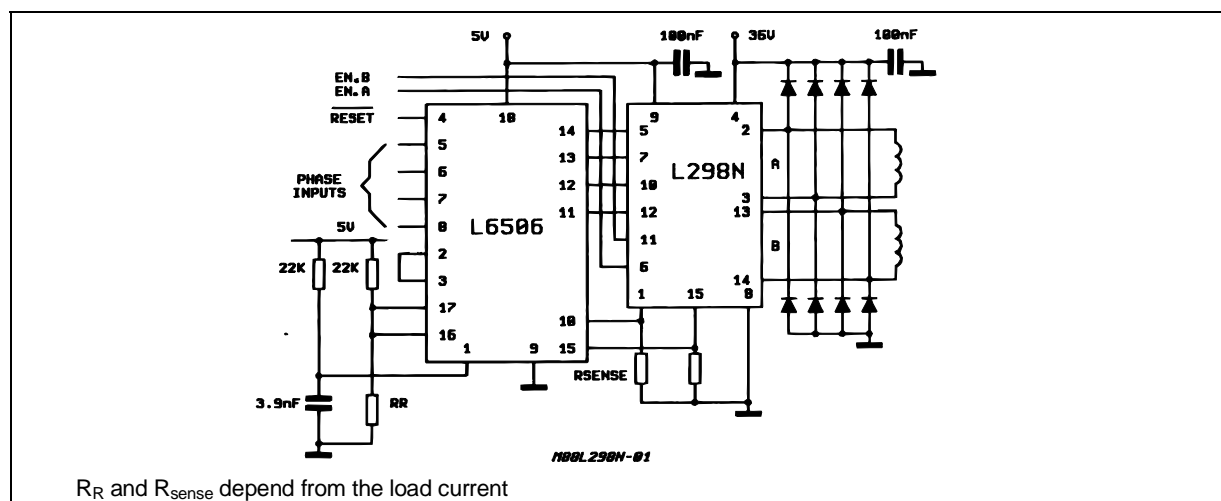 5V
100nF
36V
100nF
EN.B
EN.A
RESET
4
18
9
4
5
14
5
2
6
13
7
L298N
A
PHASE
INPUTS
7
12
10
3
L6506
11
12
13
8
5V
11
B
2
6
14
22K
22K
3
1
15
8
17
10
16
15
1
9
RSENSE
3.9nF
RR
M88L298N-01
RR and Rsense depend from the load current